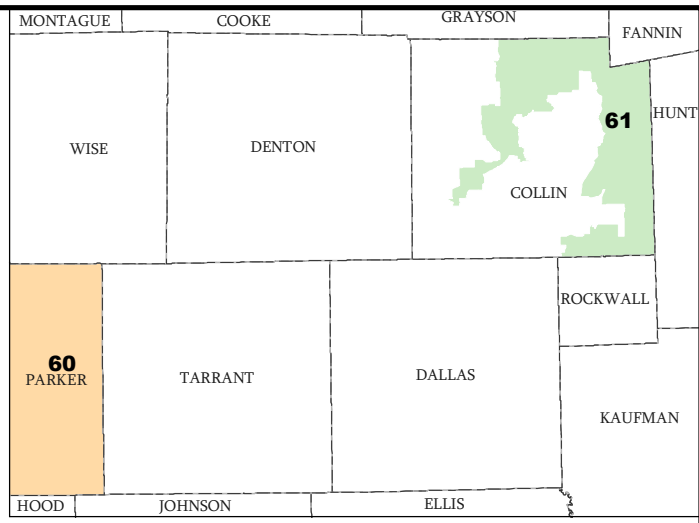 MONTAGUE
COOKE
GRAYSON
FANNIN
HUNT
61
WISE
DENTON
COLLIN
ROCKWALL
60
PARKER
TARRANT
DALLAS
KAUFMAN
HOOD
JOHNSON
ELLIS